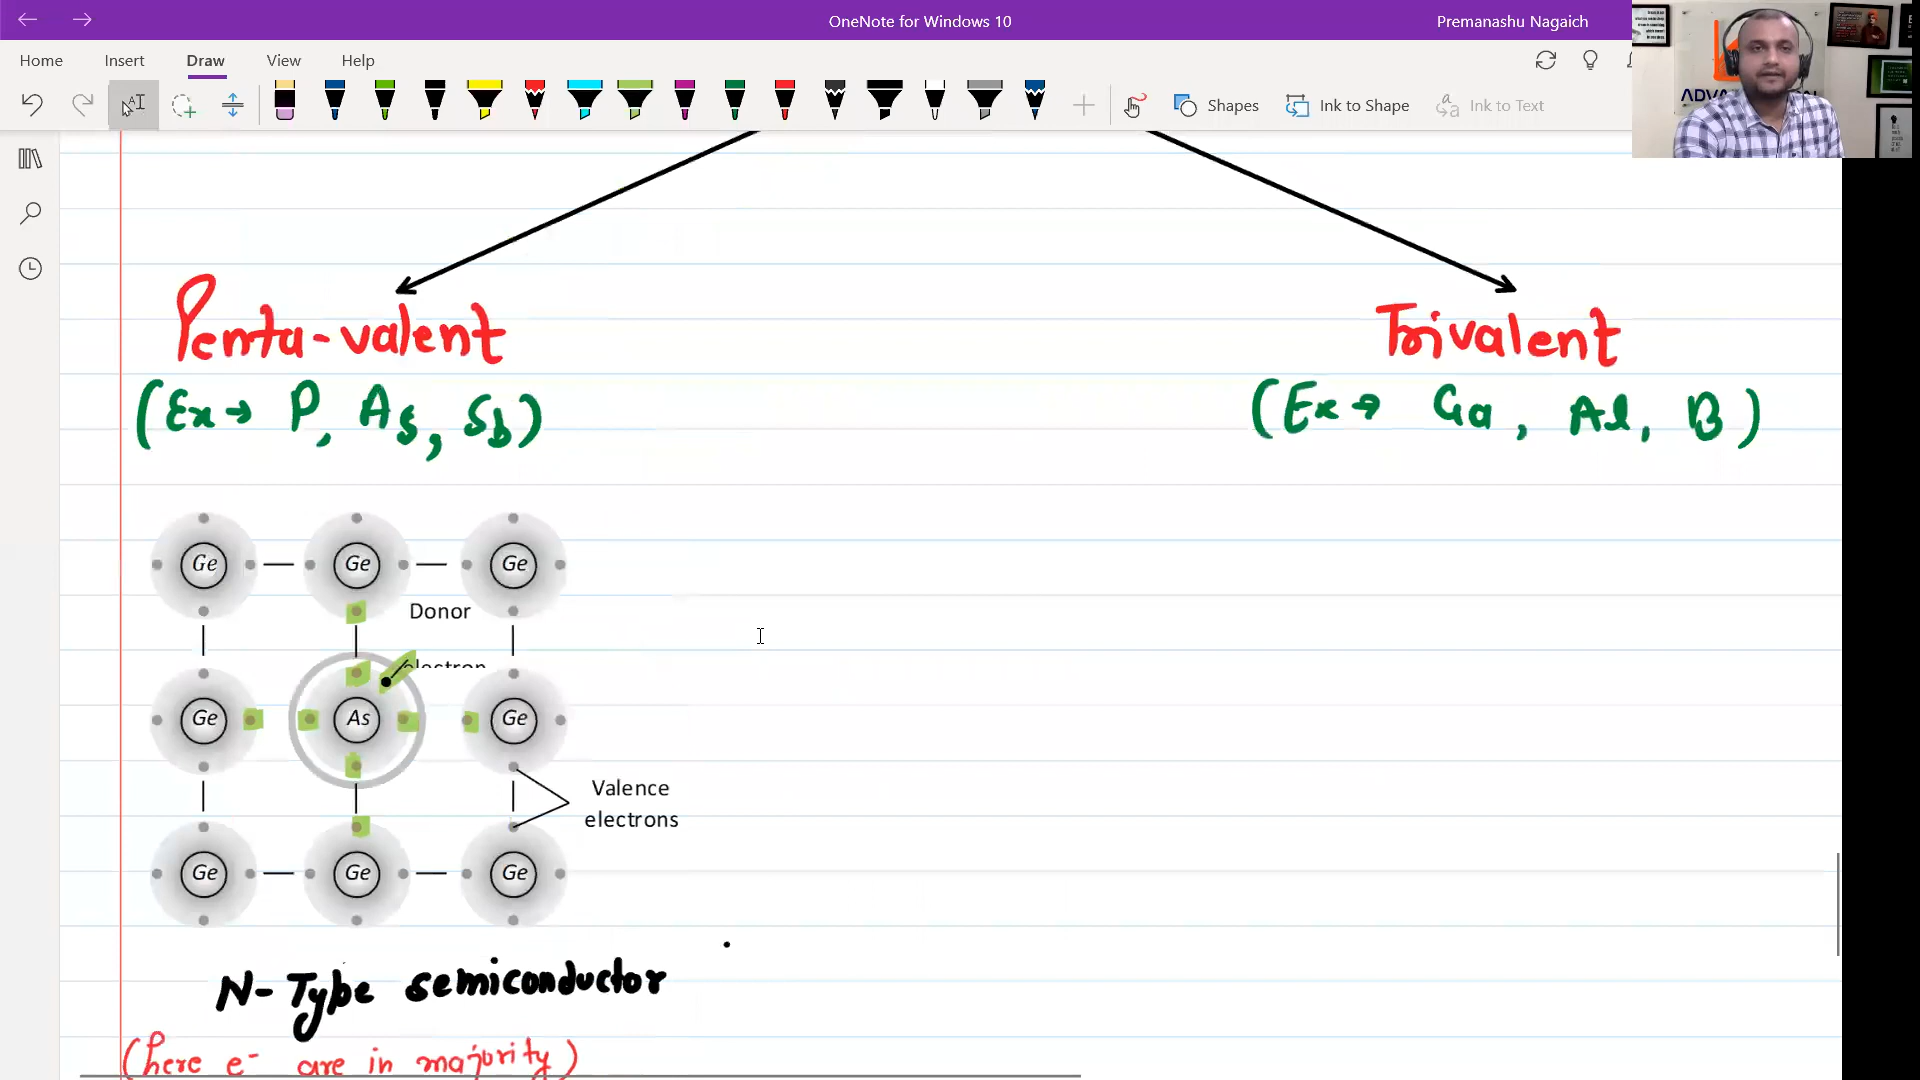 OneNote for Windows 10
Premanashu Nagaich
Home Insert Draw View Help
Shapes Ink to Shape Ink to Text
Penta-valent
Trivalent
(Ex → P, As, Sb)
(Ex → Ga, Al, B)
Ge Ge Ge
Donor
electron
Ge As Ge
Valence
electrons
Ge Ge Ge
N-Type semiconductor
(here e⁻ are in majority)